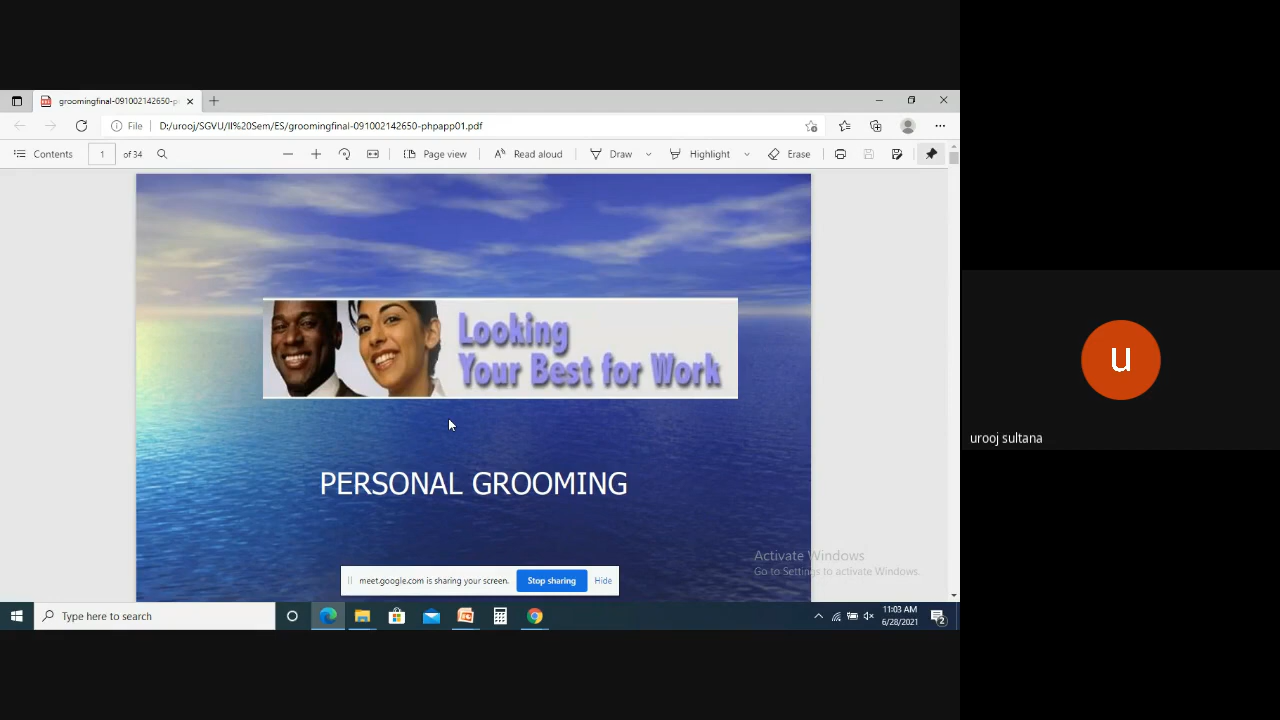 groomingfinal-091002142650-p
File D:/urooj/SGVU/II%20Sem/ES/groomingfinal-091002142650-phpapp01.pdf
Contents 1 of 34 Page view Read aloud Draw Highlight Erase
Looking
Your Best for Work
PERSONAL GROOMING
Activate Windows
Go to Settings to activate Windows.
meet.google.com is sharing your screen. Stop sharing Hide
Type here to search
11:03 AM
6/28/2021
2
u
urooj sultana